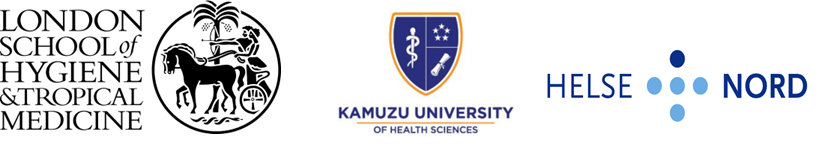 LONDON
SCHOOL of
HYGIENE
& TROPICAL
MEDICINE
KAMUZU UNIVERSITY
OF HEALTH SCIENCES
HELSE NORD